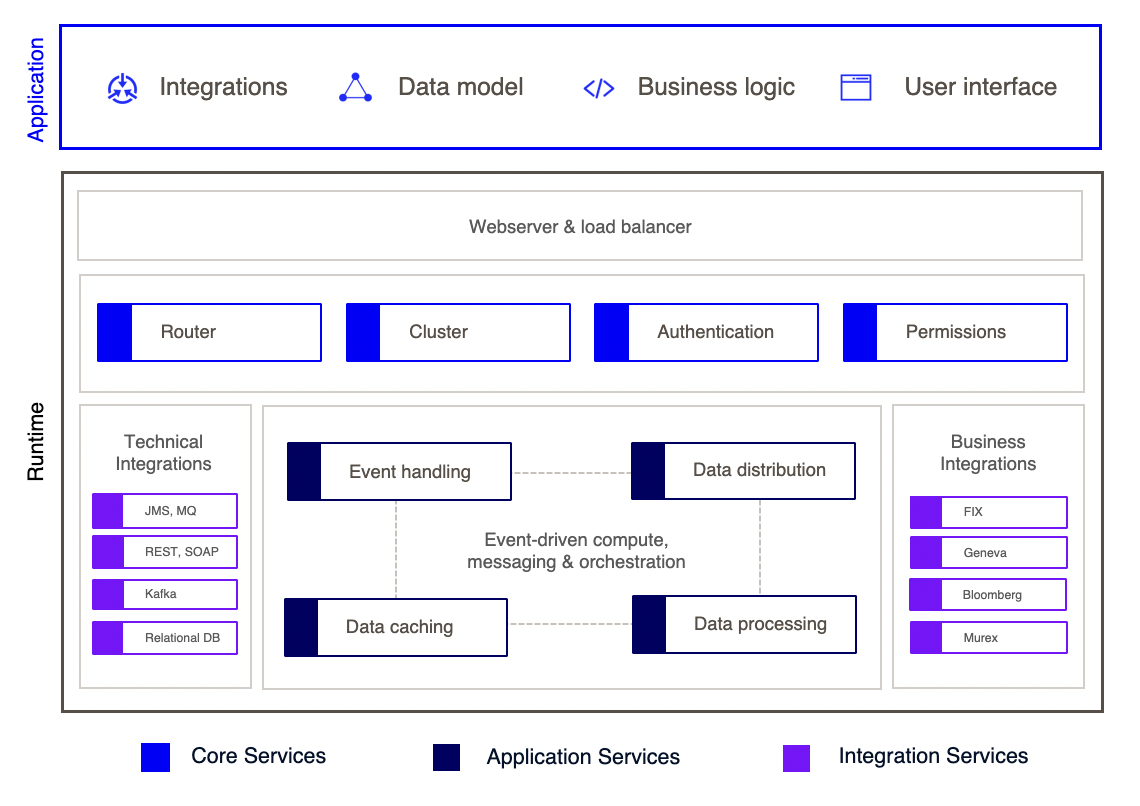 Application
Integrations
Data model
Business logic
User interface
Runtime
Webserver & load balancer
Router
Cluster
Authentication
Permissions
Technical
Integrations
JMS, MQ
REST, SOAP
Kafka
Relational DB
Event handling
Data distribution
Event-driven compute,
messaging & orchestration
Data caching
Data processing
Business
Integrations
FIX
Geneva
Bloomberg
Murex
Core Services
Application Services
Integration Services